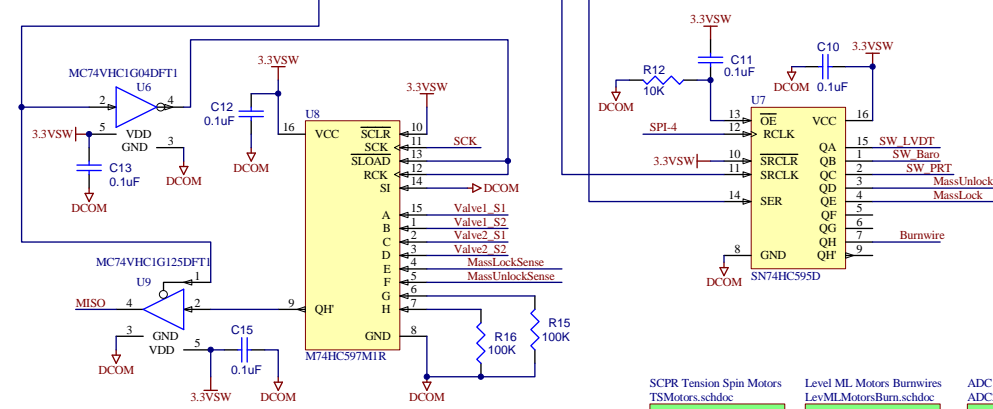 MC74VHC1G04DFT1
U6
2
4
3.3VSW
5
VDD
3
GND
C13
0.1uF
DCOM
DCOM
3.3VSW
C12
0.1uF
DCOM
3.3VSW
U8
16
VCC
SCLR
10
SCK
11
SCK
SLOAD
13
RCK
12
SI
14
DCOM
A
15
Valve1_S1
B
1
Valve1_S2
C
2
Valve2_S1
D
3
Valve2_S2
E
4
MassLockSense
F
5
MassUnlockSense
G
6
H
7
9
QH'
GND
8
M74HC597M1R
R16
100K
R15
100K
DCOM
MC74VHC1G125DFT1
U9
1
MISO
4
2
3
GND
VDD
5
DCOM
C15
0.1uF
3.3VSW
DCOM
3.3VSW
C11
0.1uF
R12
10K
DCOM
C10
0.1uF
3.3VSW
DCOM
U7
13
OE
VCC
16
SPI-4
12
RCLK
QA
15
SW_LVDT
3.3VSW
10
SRCLR
QB
1
SW_Baro
11
SRCLK
QC
2
SW_PRT
QD
3
MassUnlock
14
SER
QE
4
MassLock
QF
5
QG
6
QH
7
Burnwire
8
GND
QH'
9
DCOM
SN74HC595D
SCPR Tension Spin Motors
TSMotors.schdoc
Level ML Motors Burnwires
LevMLMotorsBurn.schdoc
ADC
ADC